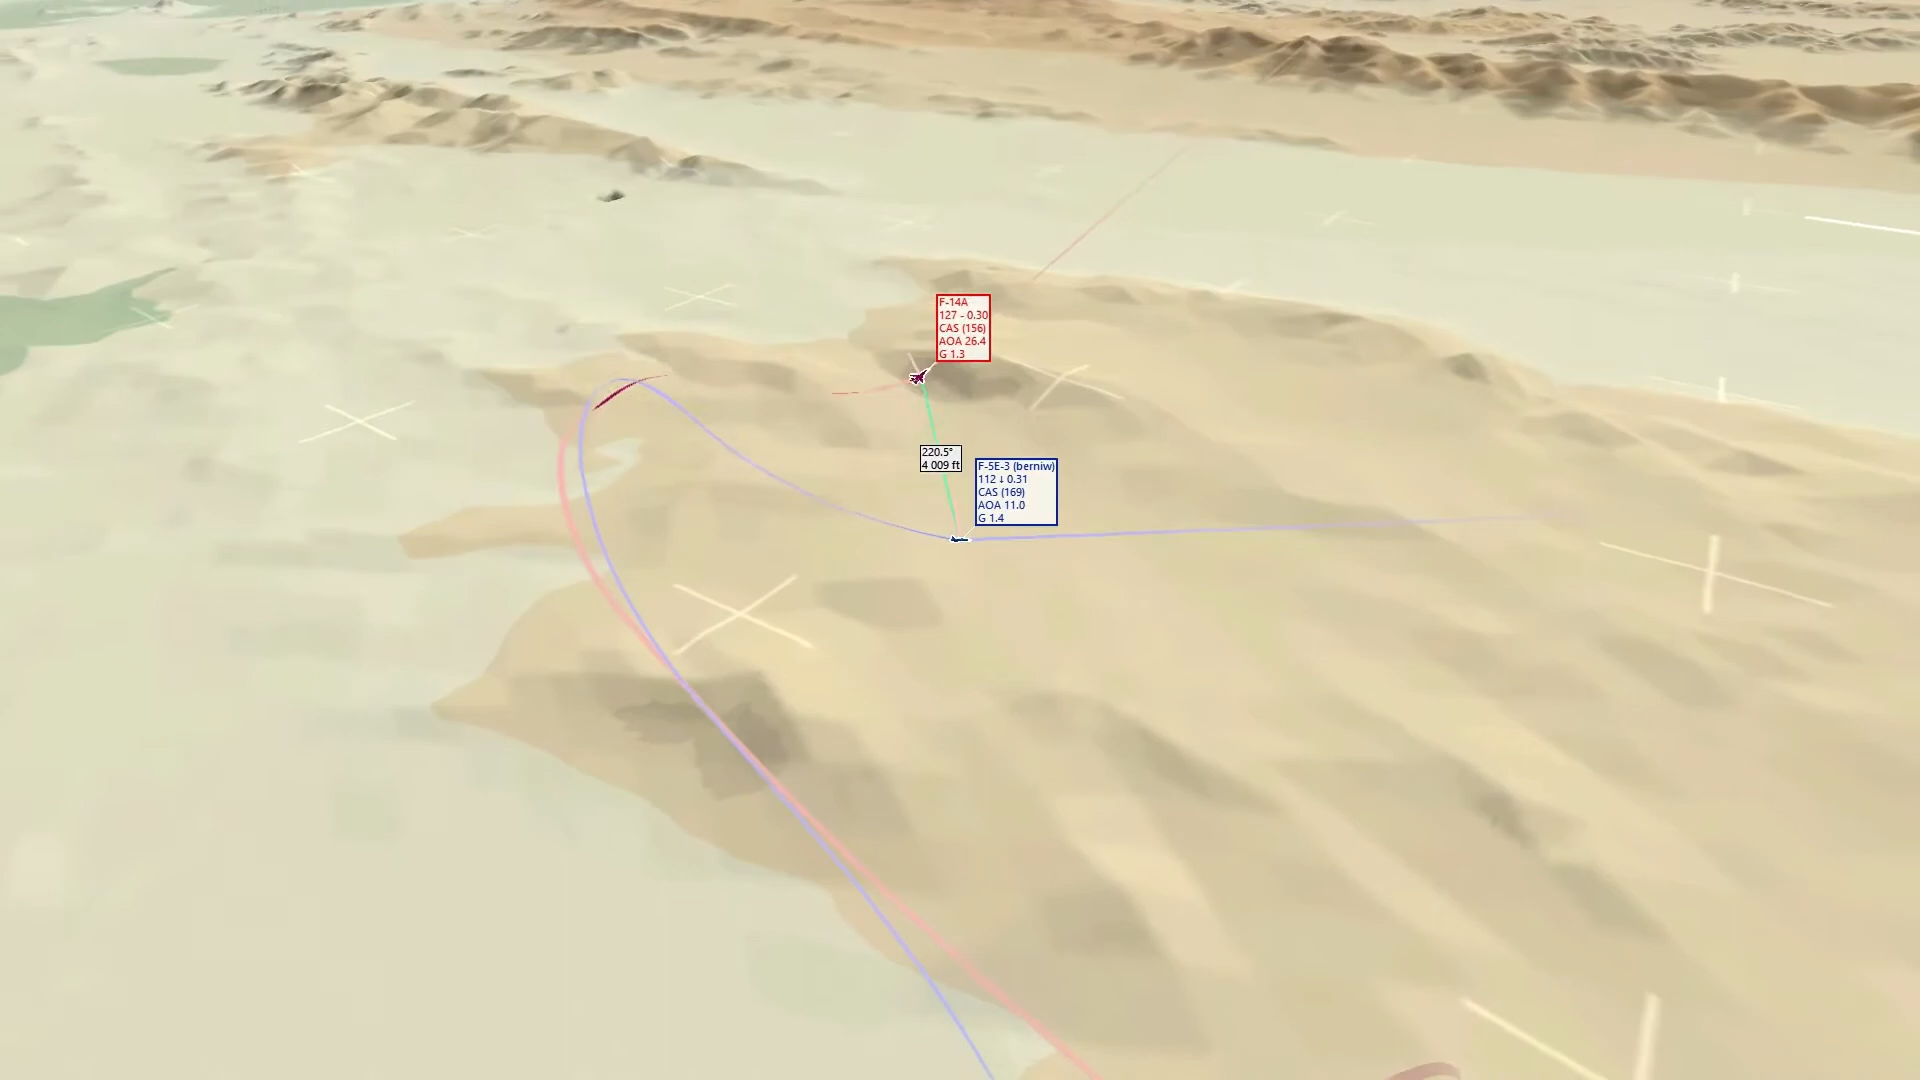 F-14A
127 - 0.30
CAS (156)
AOA 26.4
G 1.3
220.5°
4 009 ft
F-5E-3 (berniw)
112 ↓ 0.31
CAS (169)
AOA 11.0
G 1.4